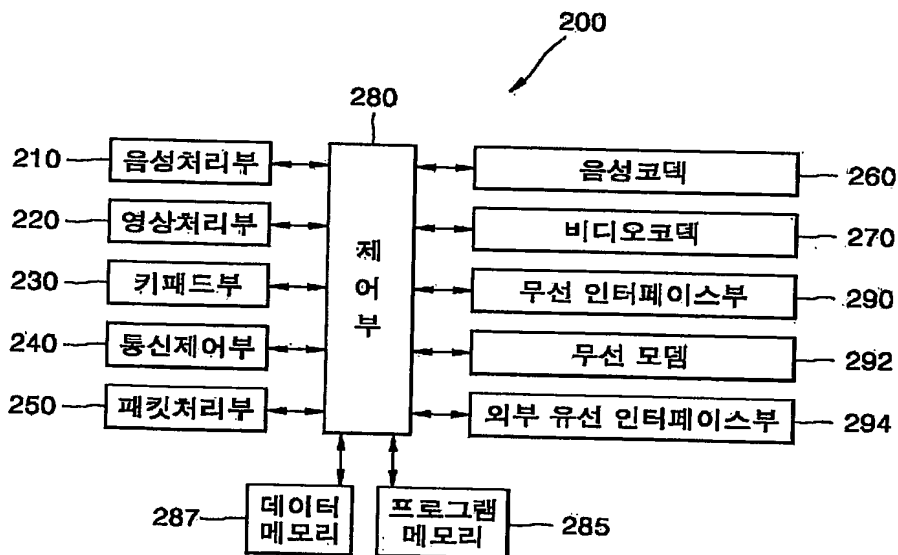 200
280
210 음성처리부 음성코덱 260
220 영상처리부 비디오코덱 270
230 키패드부 제어부 무선 인터페이스부 290
240 통신제어부 무선 모뎀 292
250 패킷처리부 외부 유선 인터페이스부 294
287 데이터 메모리 프로그램 메모리 285